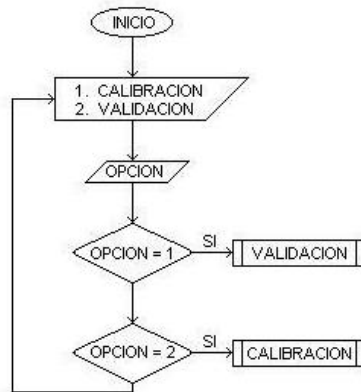 INICIO
1. CALIBRACION
2. VALIDACION
OPCION
OPCION = 1
SI
VALIDACION
OPCION = 2
SI
CALIBRACION